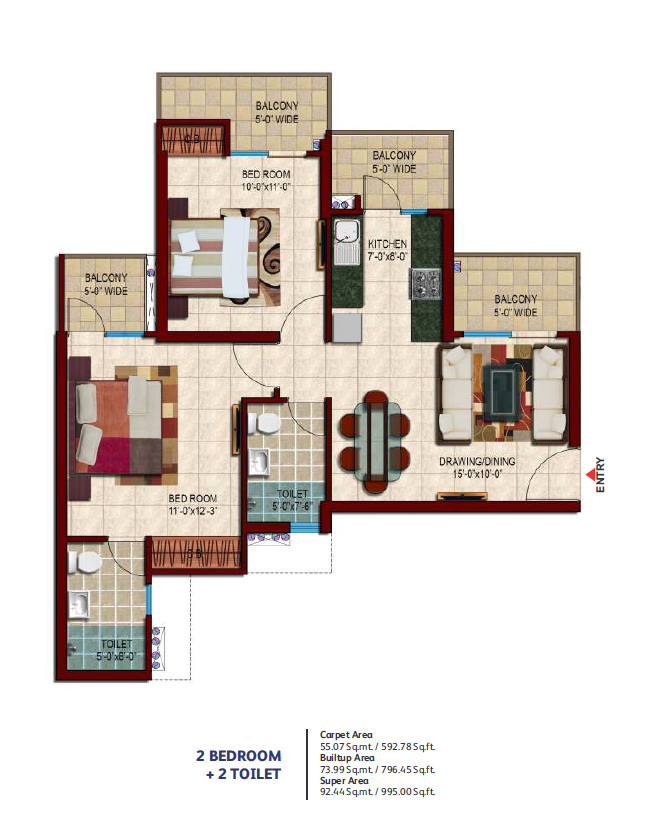 BALCONY
5'-0" WIDE
C.B
BED ROOM
10'-0"x11'-0"
BALCONY
5'-0" WIDE
KITCHEN
7'-0"x8'-0"
BALCONY
5'-0" WIDE
BALCONY
5'-0" WIDE
DRAWING/DINING
15'-0"x10'-0"
ENTRY
BED ROOM
11'-0"x12'-3"
TOILET
5'-0"x7'-6"
C.B
TOILET
5'-0"x8'-0"
2 BEDROOM
+ 2 TOILET
Carpet Area
55.07 Sq.mt. / 592.78 Sq.ft.
Builtup Area
73.99 Sq.mt. / 796.45 Sq.ft.
Super Area
92.44 Sq.mt. / 995.00 Sq.ft.